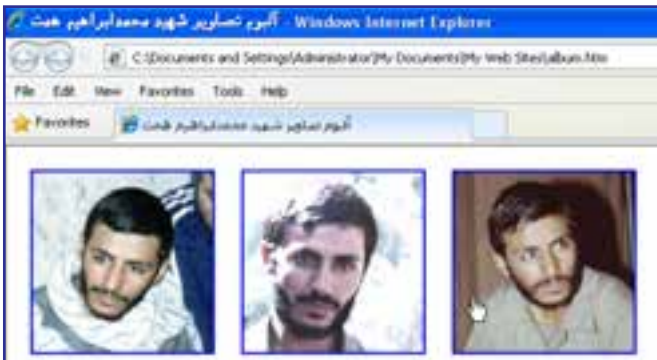 آلبوم تصاویر شهید محمدابراهیم همت - Windows Internet Explorer
C:\Documents and Settings\Administrator\My Documents\My Web Sites\album.htm
File Edit View Favorites Tools Help
Favorites آلبوم تصاویر شهید محمدابراهیم همت